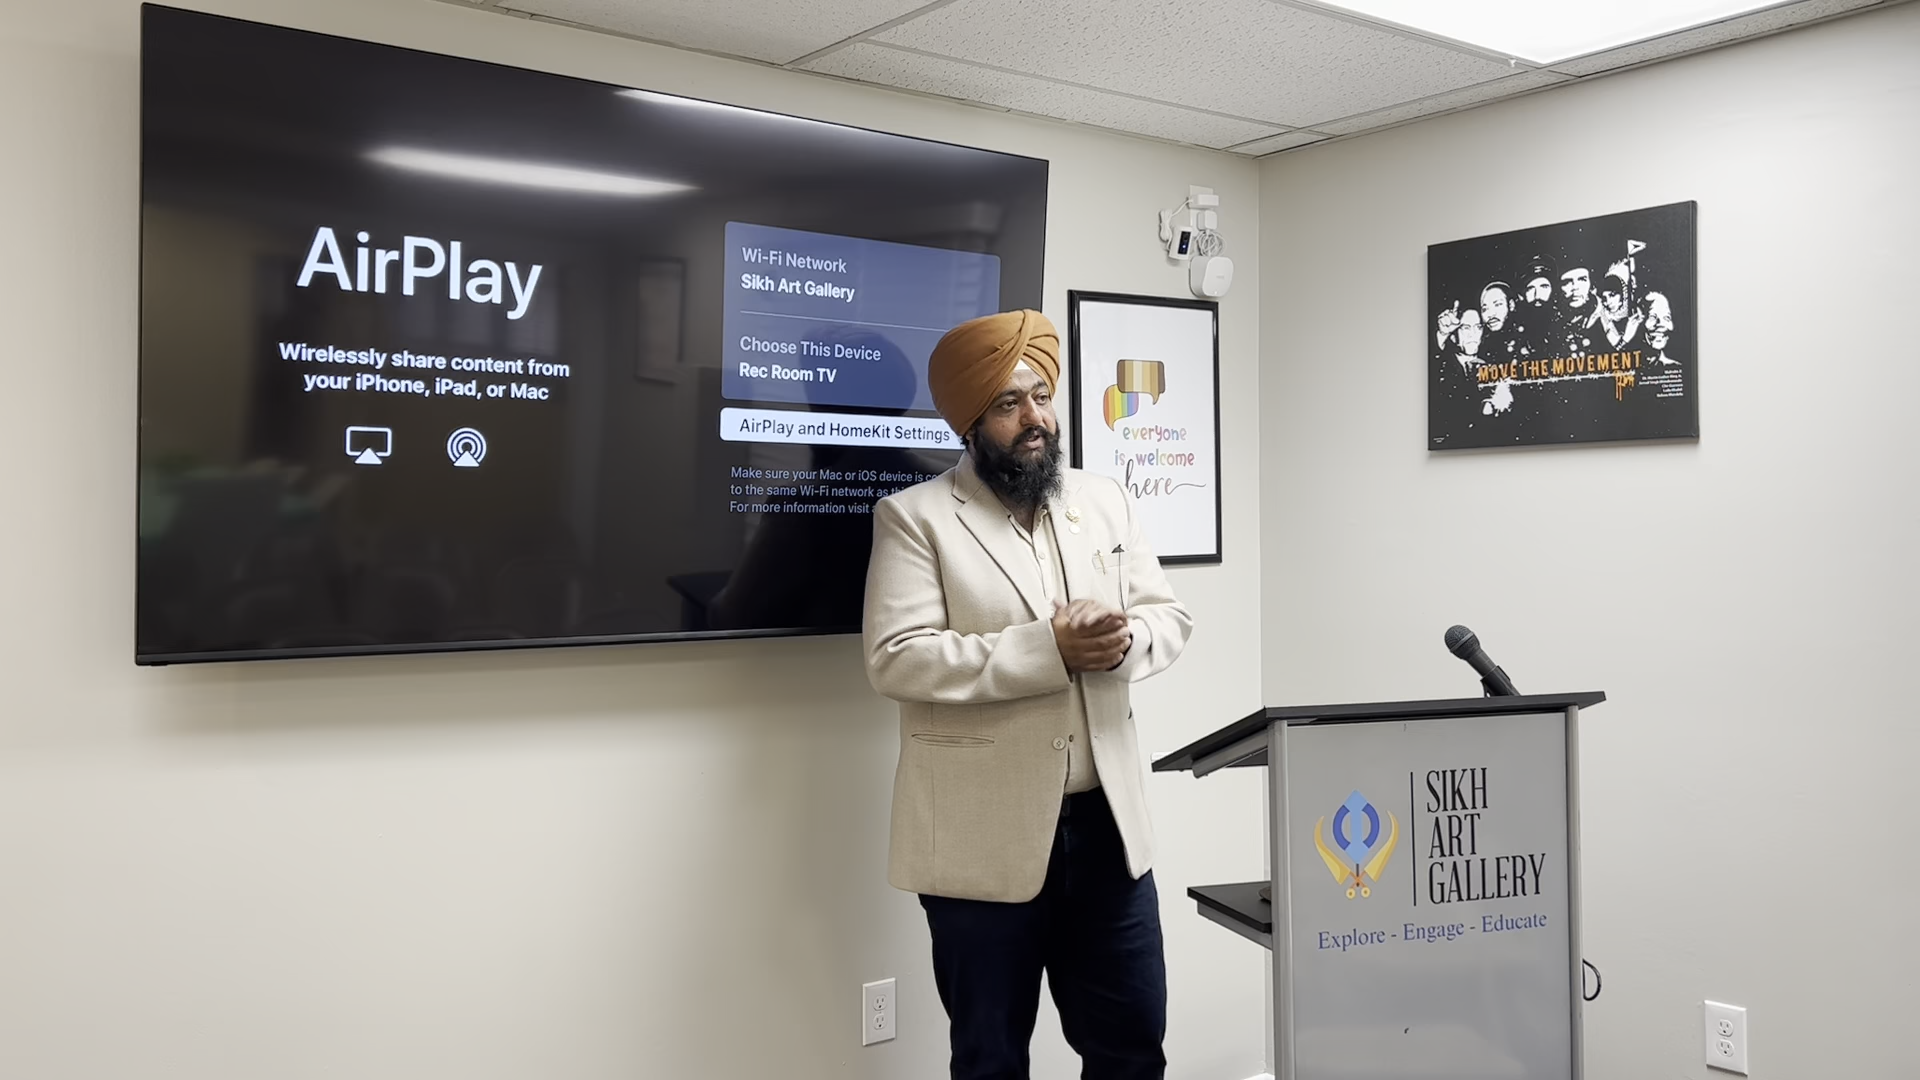 AirPlay
Wirelessly share content from
your iPhone, iPad, or Mac
Wi-Fi Network
Sikh Art Gallery
Choose This Device
Rec Room TV
AirPlay and HomeKit Settings
Make sure your Mac or iOS device is
to the same Wi-Fi network as
For more information visit
everyone
is welcome
here
MOVE THE MOVEMENT
SIKH
ART
GALLERY
Explore - Engage - Educate